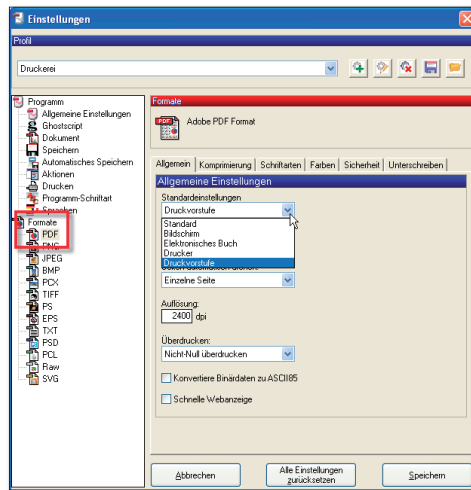 Einstellungen
Profil
Druckerei
Programm
Allgemeine Einstellungen
Ghostscript
Dokument
Speichern
Automatisches Speichern
Aktionen
Drucken
Programm-Schriftart
Sprachen
Formate
PDF
PNG
JPEG
BMP
PCX
TIFF
PS
EPS
TXT
PSD
PCL
Raw
SVG
Formate
Adobe PDF Format
Allgemein Komprimierung Schriftarten Farben Sicherheit Unterschreiben
Allgemeine Einstellungen
Standardeinstellungen
Druckvorstufe
Standard
Bildschirm
Elektronisches Buch
Drucker
Druckvorstufe
Einzelne Seite
Auflösung:
2400 dpi
Überdrucken:
Nicht-Null überdrucken
Konvertiere Binärdaten zu ASCII85
Schnelle Webanzeige
Abbrechen
Alle Einstellungen
zurücksetzen
Speichern